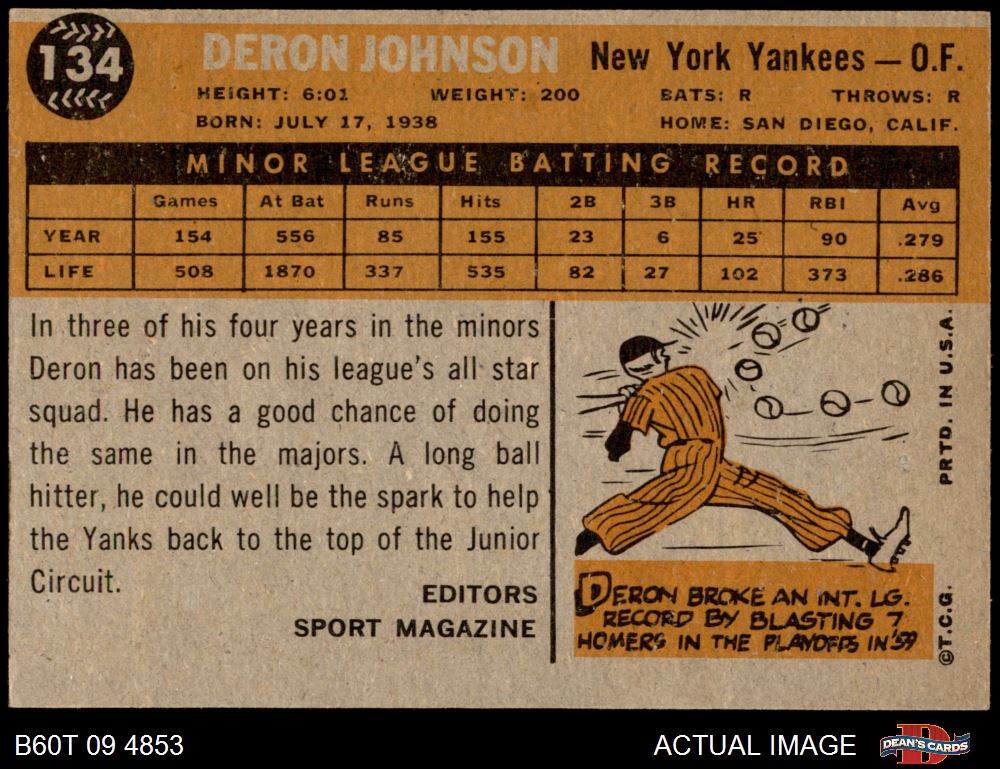 134
DERON JOHNSON New York Yankees — O.F.
HEIGHT: 6:01 WEIGHT: 200 BATS: R THROWS: R
BORN: JULY 17, 1938 HOME: SAN DIEGO, CALIF.
MINOR LEAGUE BATTING RECORD
Games At Bat Runs Hits 2B 3B HR RBI Avg
YEAR 154 556 85 155 23 6 25 90 .279
LIFE 508 1870 337 535 82 27 102 373 .286
In three of his four years in the minors
Deron has been on his league's all star
squad. He has a good chance of doing
the same in the majors. A long ball
hitter, he could well be the spark to help
the Yanks back to the top of the Junior
Circuit.
EDITORS
SPORT MAGAZINE
DERON BROKE AN INT. LG.
RECORD BY BLASTING 7
HOMERS IN THE PLAYOFFS IN '59
PRTD. IN U.S.A.
©T.C.G.
B60T 09 4853 ACTUAL IMAGE DEAN'S CARDS